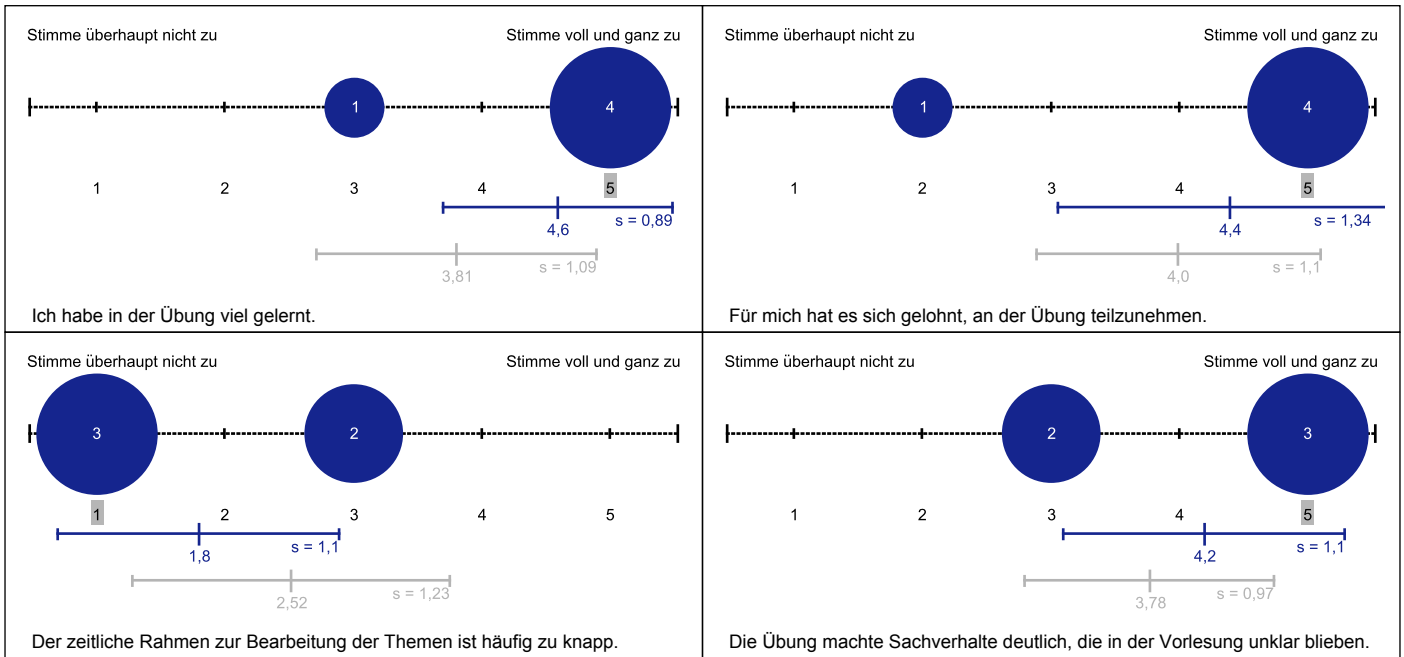 Stimme überhaupt nicht zu Stimme voll und ganz zu
1 4
1 2 3 4 5
4,6 s = 0,89
3,81 s = 1,09
Ich habe in der Übung viel gelernt.
Stimme überhaupt nicht zu Stimme voll und ganz zu
1 4
1 2 3 4 5
4,4 s = 1,34
4,0 s = 1,1
Für mich hat es sich gelohnt, an der Übung teilzunehmen.
Stimme überhaupt nicht zu Stimme voll und ganz zu
3 2
1 2 3 4 5
1,8 s = 1,1
2,52 s = 1,23
Der zeitliche Rahmen zur Bearbeitung der Themen ist häufig zu knapp.
Stimme überhaupt nicht zu Stimme voll und ganz zu
2 3
1 2 3 4 5
4,2 s = 1,1
3,78 s = 0,97
Die Übung machte Sachverhalte deutlich, die in der Vorlesung unklar blieben.